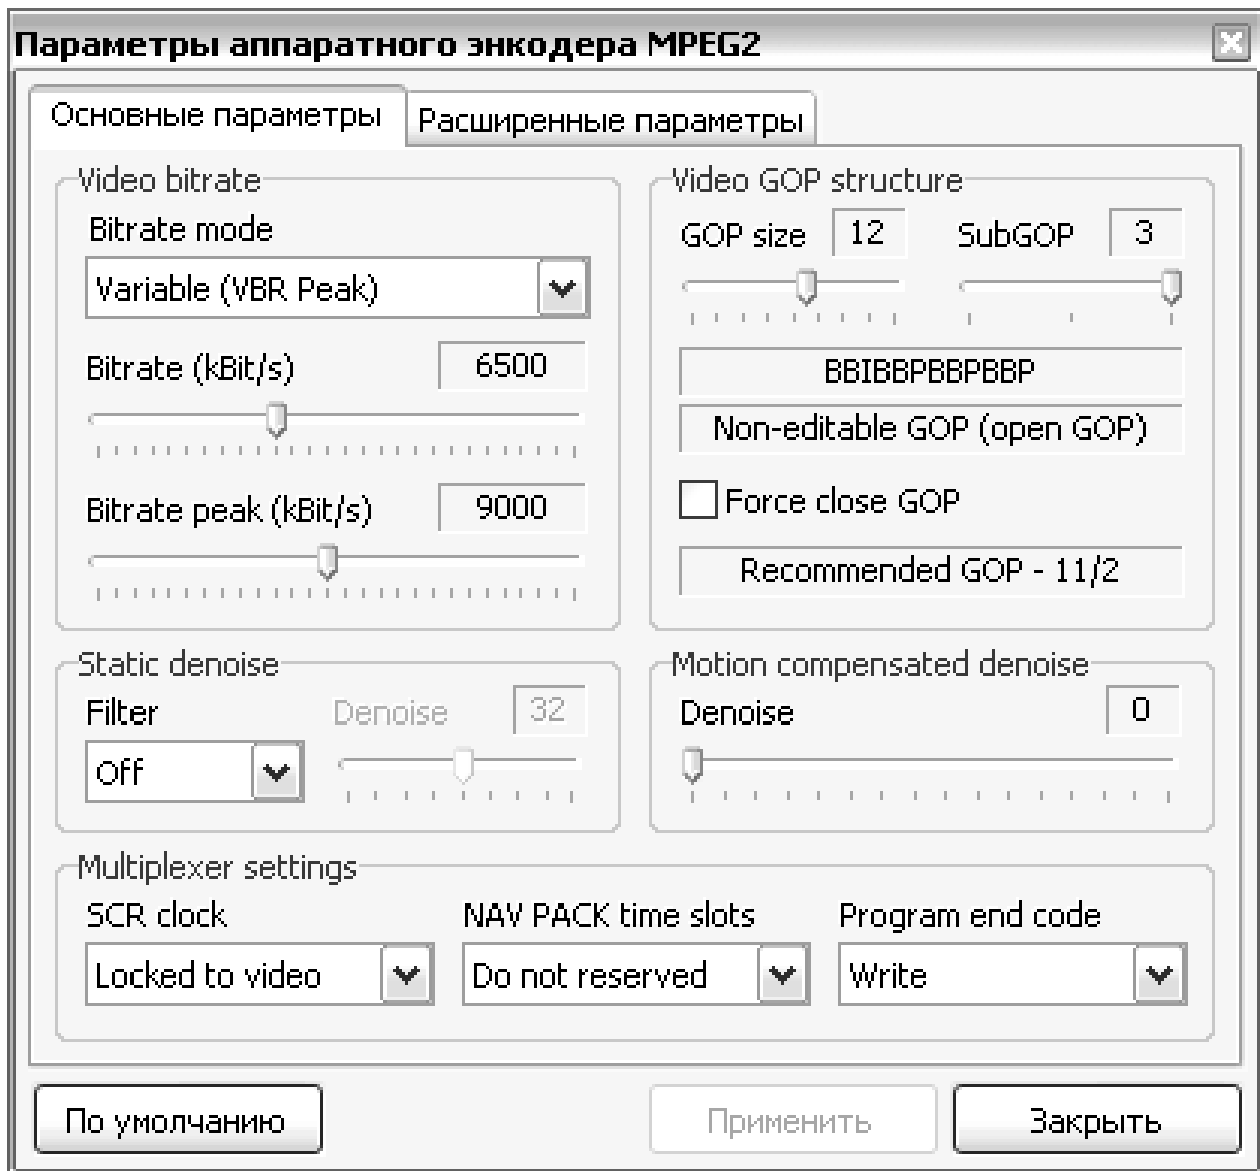 Параметры аппаратного энкодера MPEG2
Основные параметры
Расширенные параметры
Video bitrate
Bitrate mode
Variable (VBR Peak)
Bitrate (kBit/s)
6500
Bitrate peak (kBit/s)
9000
Video GOP structure
GOP size
12
SubGOP
3
BBIBBPBBPBBP
Non-editable GOP (open GOP)
Force close GOP
Recommended GOP - 11/2
Static denoise
Filter
Off
Denoise
32
Motion compensated denoise
Denoise
0
Multiplexer settings
SCR clock
Locked to video
NAV PACK time slots
Do not reserved
Program end code
Write
По умолчанию
Применить
Закрыть